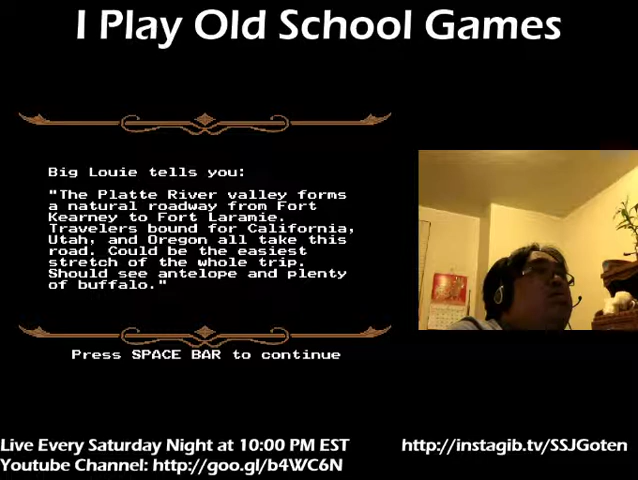 I Play Old School Games
Big Louie tells you:
"The Platte River valley forms
a natural roadway from Fort
Kearney to Fort Laramie.
Travelers bound for California,
Utah, and Oregon all take this
road. Could be the easiest
stretch of the whole trip.
Should see antelope and plenty
of buffalo."
Press SPACE BAR to continue
Live Every Saturday Night at 10:00 PM EST
http://instagib.tv/SSJGoten
Youtube Channel: http://goo.gl/b4WC6N